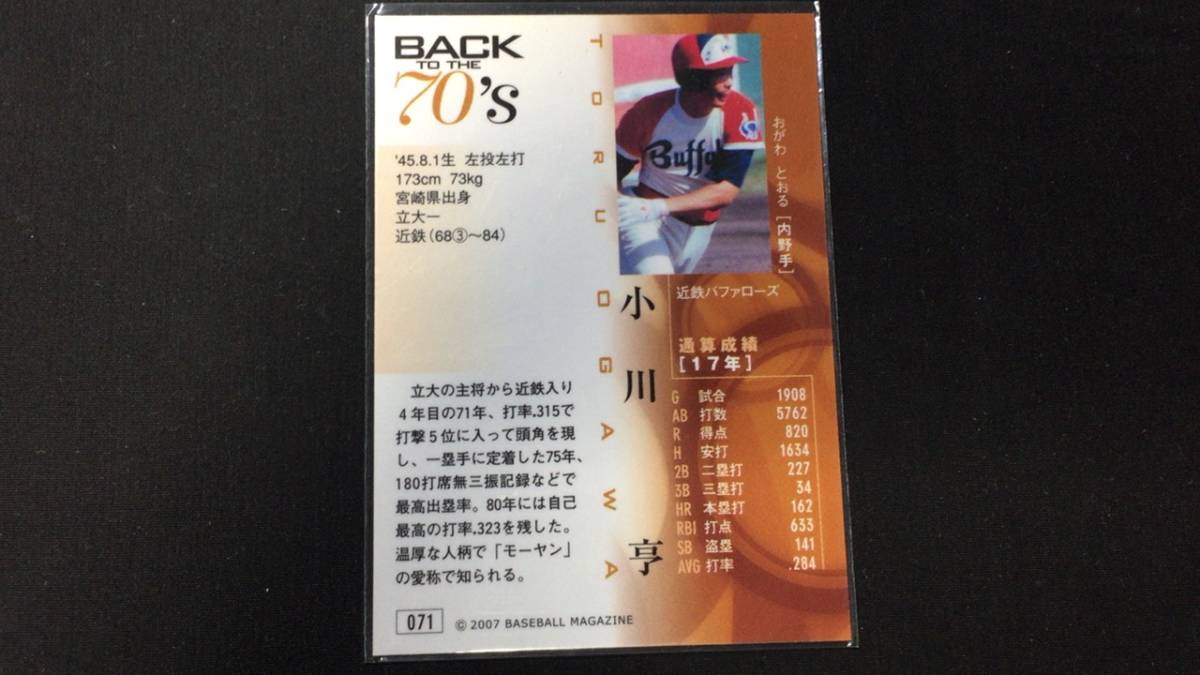 BACK
TO THE
70's
'45.8.1生 左投左打
173cm 73kg
宮崎県出身
立大―
近鉄(68③～84)
立大の主将から近鉄入り
4年目の71年、打率.315で
打撃5位に入って頭角を現
し、一塁手に定着した75年、
180打席無三振記録などで
最高出塁率。80年には自己
最高の打率.323を残した。
温厚な人柄で「モーヤン」
の愛称で知られる。
071 © 2007 BASEBALL MAGAZINE
TORU OGAWA
小川 亨
Buffal
おがわ とおる [内野手]
近鉄バファローズ
通算成績
[17年]
G 試合 1908
AB 打数 5762
R 得点 820
H 安打 1634
2B 二塁打 227
3B 三塁打 34
HR 本塁打 162
RBI 打点 633
SB 盗塁 141
AVG 打率 .284